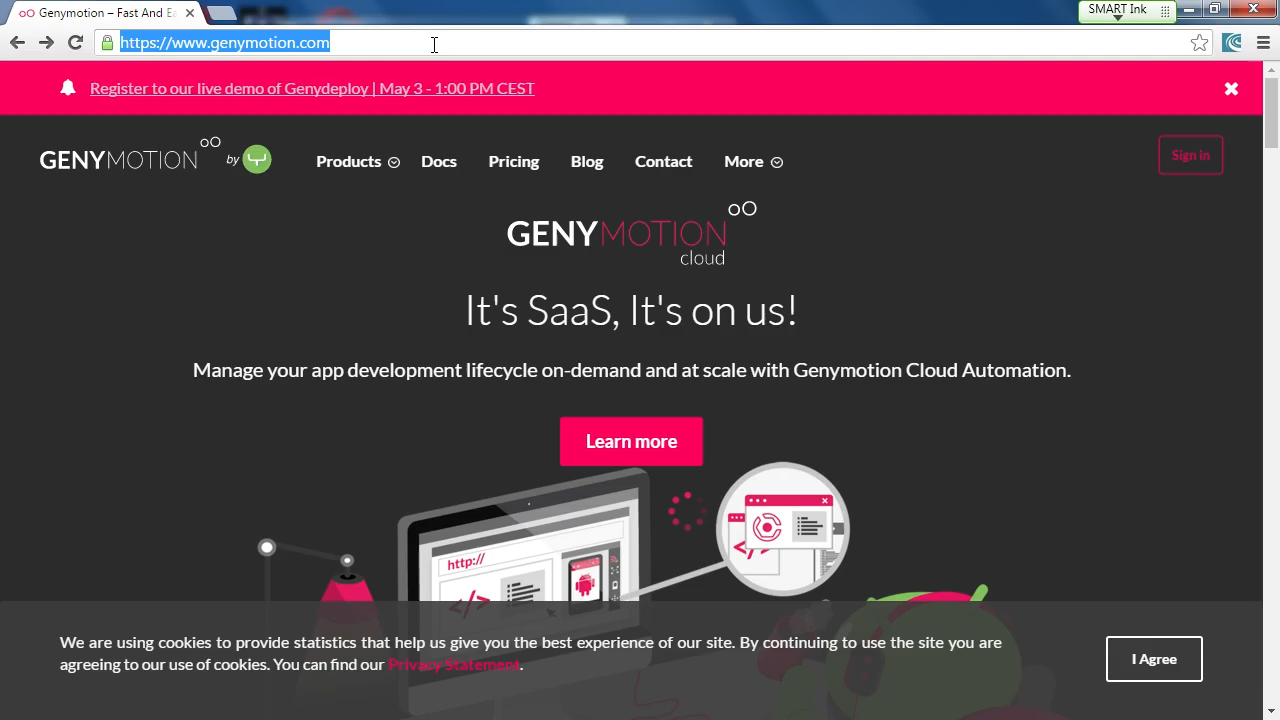 Genymotion – Fast And Ea
SMART Ink
https://www.genymotion.com
Register to our live demo of Genydeploy | May 3 - 1:00 PM CEST
GENYMOTION by
Products
Docs
Pricing
Blog
Contact
More
Sign in
GENYMOTION
cloud
It's SaaS, It's on us!
Manage your app development lifecycle on-demand and at scale with Genymotion Cloud Automation.
Learn more
http://
</>
We are using cookies to provide statistics that help us give you the best experience of our site. By continuing to use the site you are
agreeing to our use of cookies. You can find our Privacy Statement.
I Agree